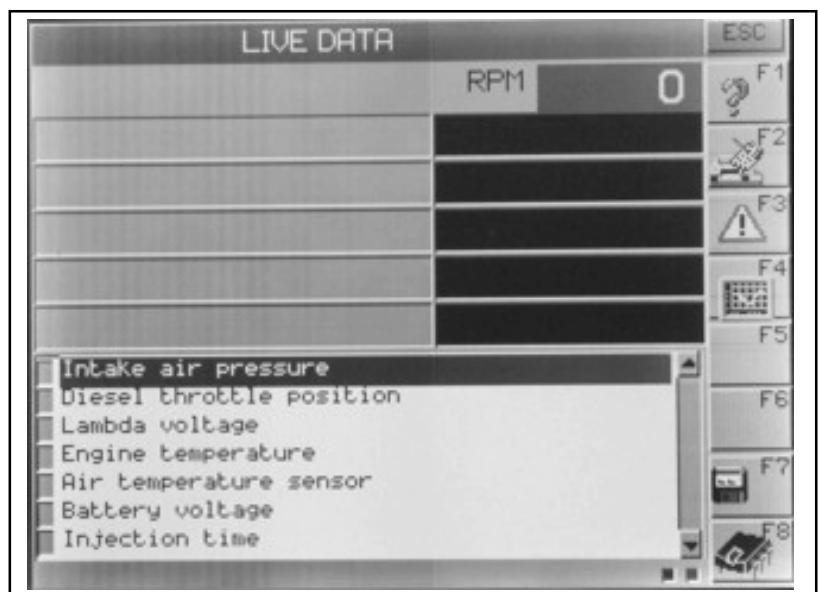 LIVE DATA
ESC
RPM 0
F1
F2
F3
F4
F5
F6
F7
F8
Intake air pressure
Diesel throttle position
Lambda voltage
Engine temperature
Air temperature sensor
Battery voltage
Injection time